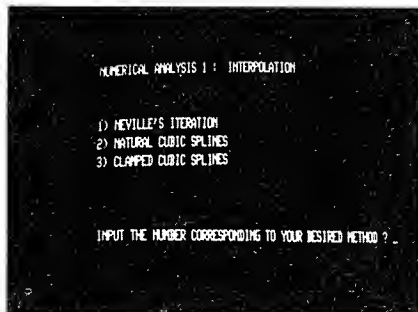 NUMERICAL ANALYSIS 1 : INTERPOLATION
1) NEVILLE'S ITERATION
2) NATURAL CUBIC SPLINES
3) CLAMPED CUBIC SPLINES
INPUT THE NUMBER CORRESPONDING TO YOUR DESIRED METHOD ? _